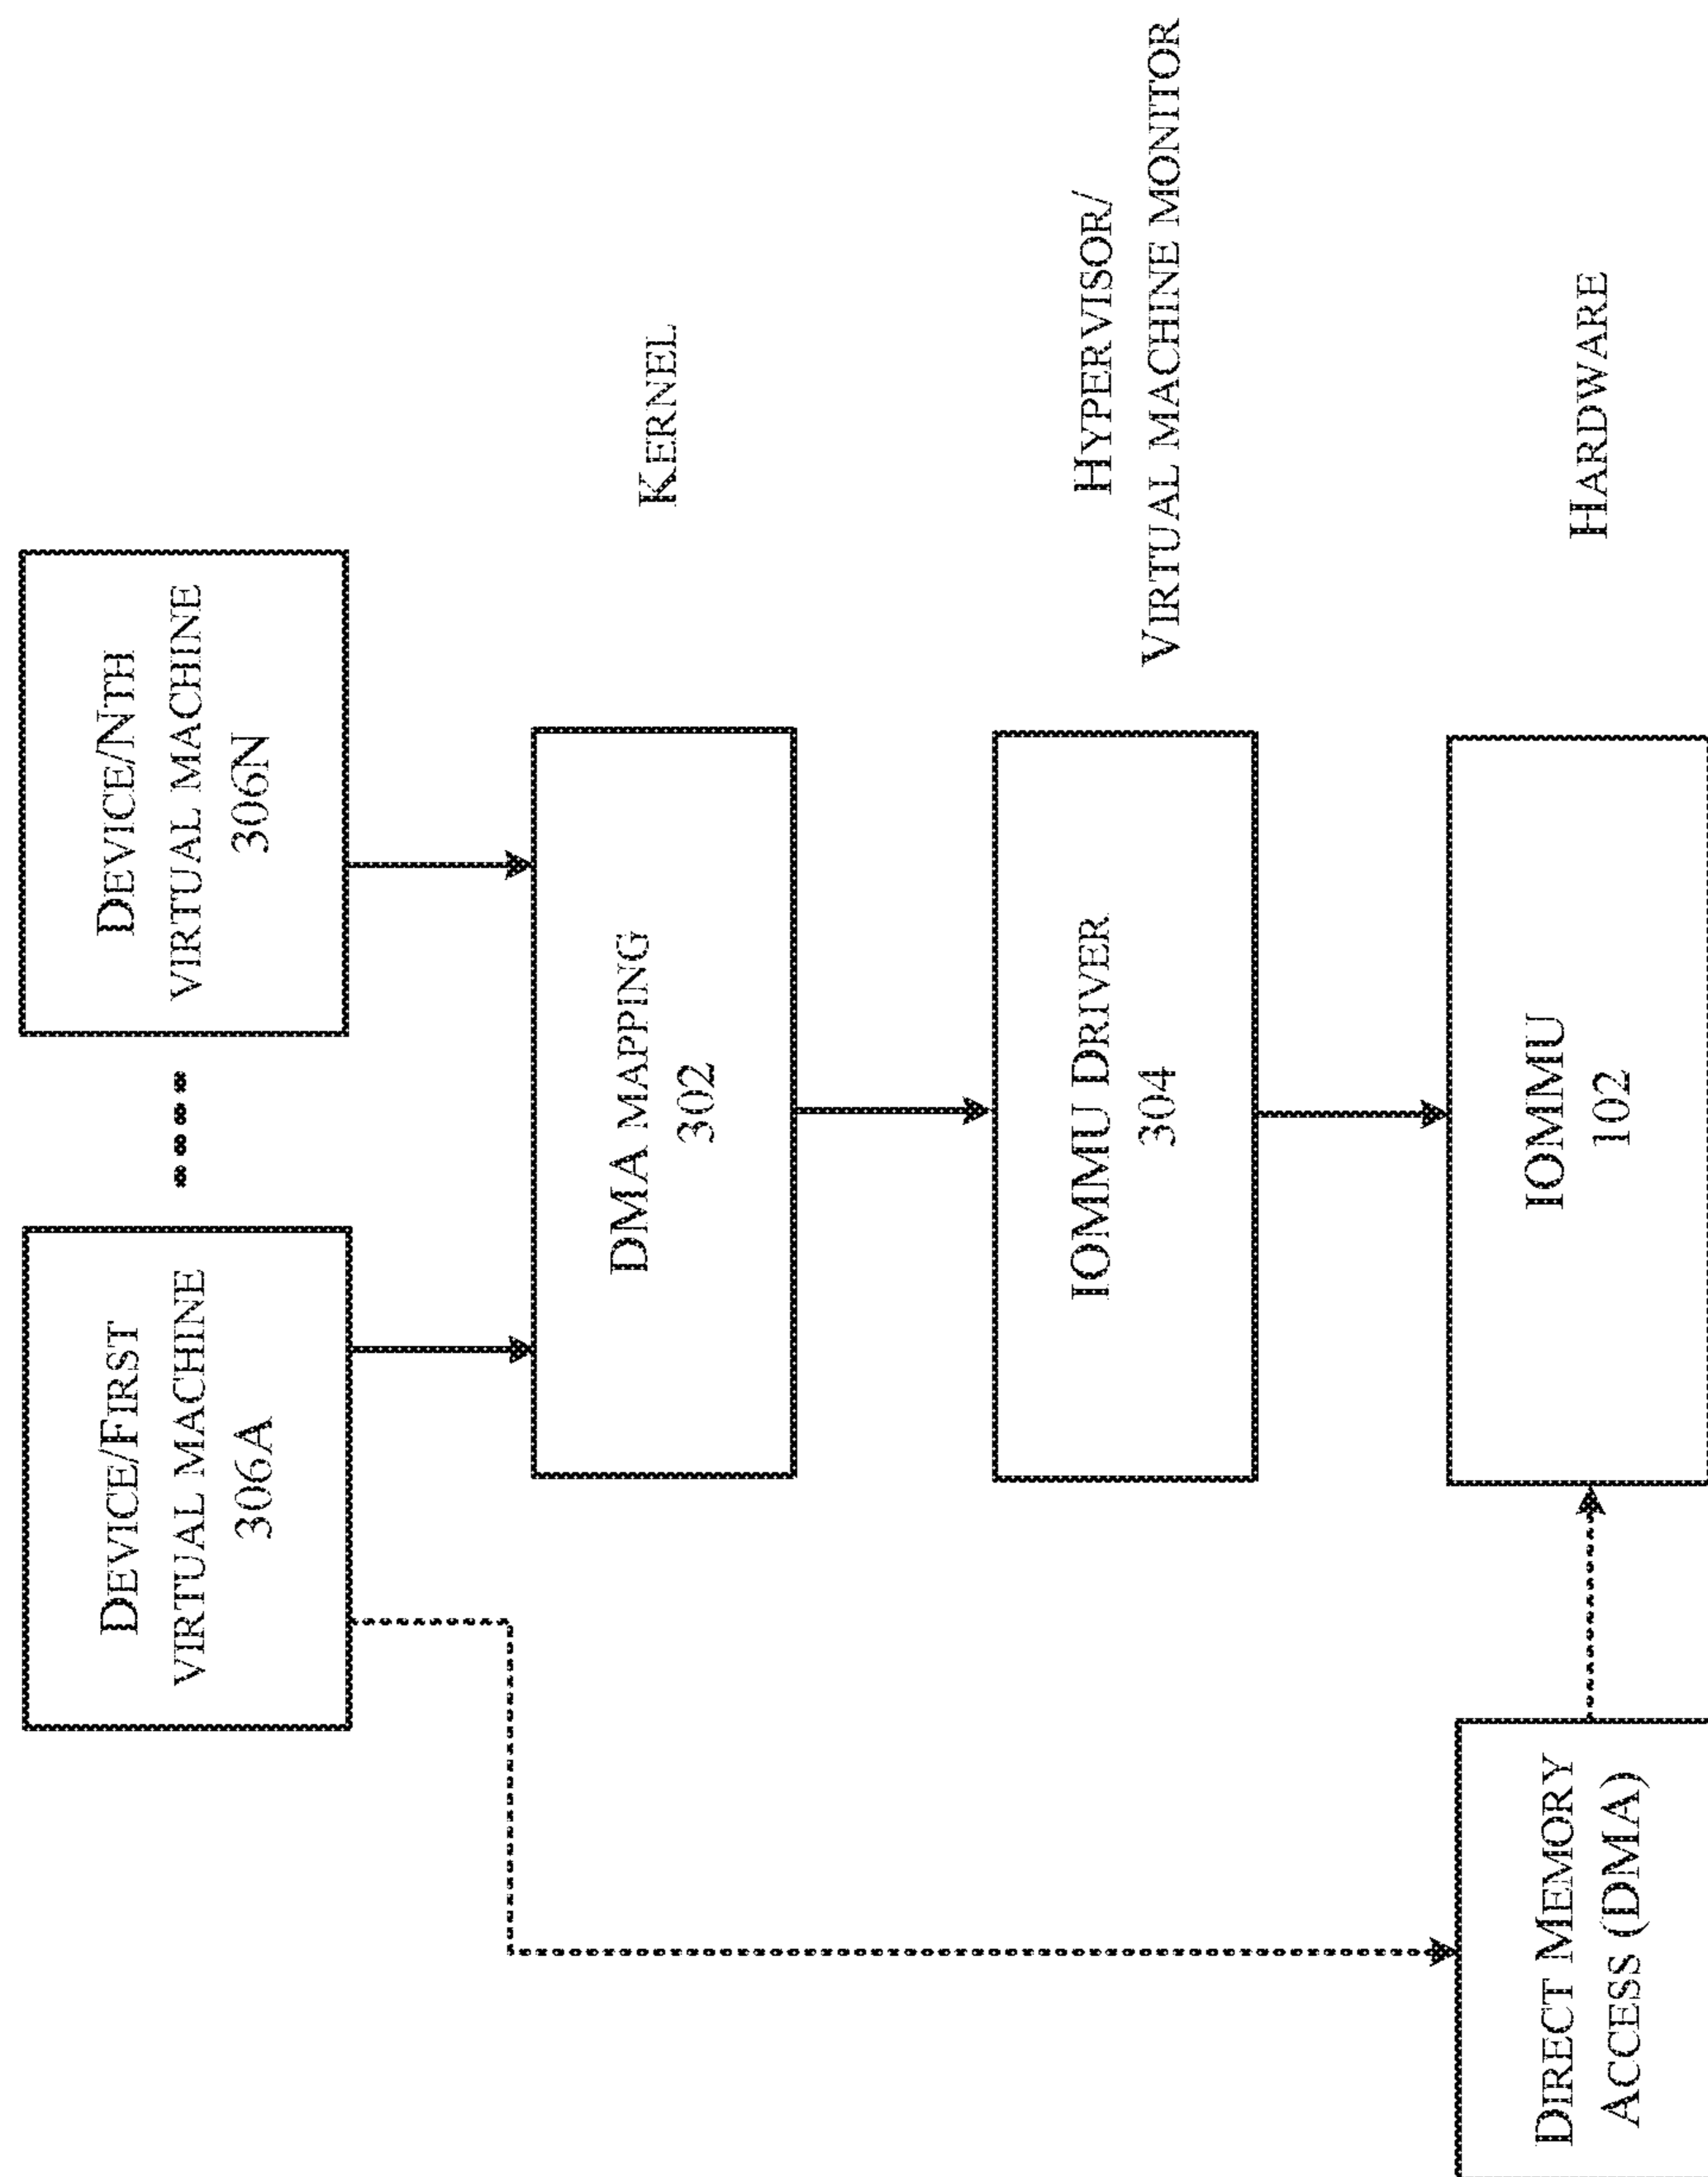 DEVICE/FIRST
VIRTUAL MACHINE
306A
DEVICE/NTH
VIRTUAL MACHINE
306N
DMA MAPPING
302
KERNEL
IOMMU DRIVER
304
HYPERVISOR/
VIRTUAL MACHINE MONITOR
DIRECT MEMORY
ACCESS (DMA)
IOMMU
102
HARDWARE